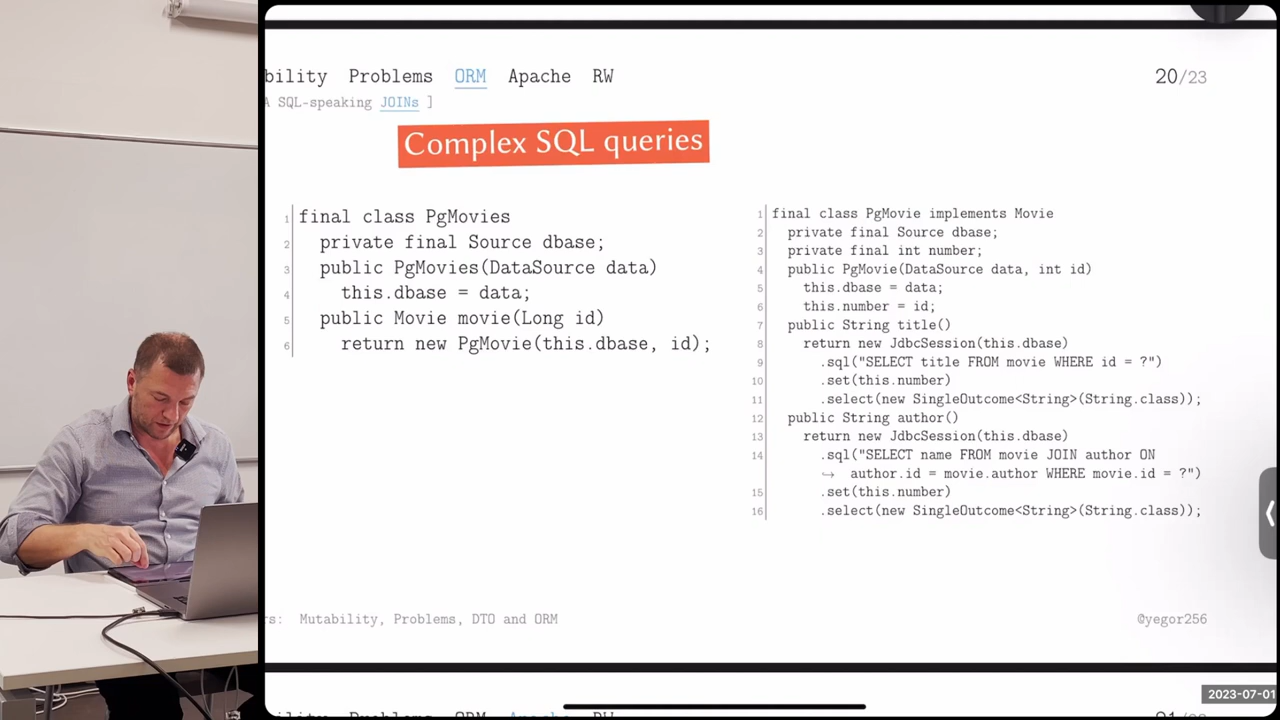 bility Problems ORM Apache RW 20/23
A SQL-speaking JOINs ]
Complex SQL queries
1 final class PgMovies
2 private final Source dbase;
3 public PgMovies(DataSource data)
4 this.dbase = data;
5 public Movie movie(Long id)
6 return new PgMovie(this.dbase, id);
1 final class PgMovie implements Movie
2 private final Source dbase;
3 private final int number;
4 public PgMovie(DataSource data, int id)
5 this.dbase = data;
6 this.number = id;
7 public String title()
8 return new JdbcSession(this.dbase)
9 .sql("SELECT title FROM movie WHERE id = ?")
10 .set(this.number)
11 .select(new SingleOutcome<String>(String.class));
12 public String author()
13 return new JdbcSession(this.dbase)
14 .sql("SELECT name FROM movie JOIN author ON
↪ author.id = movie.author WHERE movie.id = ?")
15 .set(this.number)
16 .select(new SingleOutcome<String>(String.class));
rs: Mutability, Problems, DTO and ORM @yegor256
2023-07-01